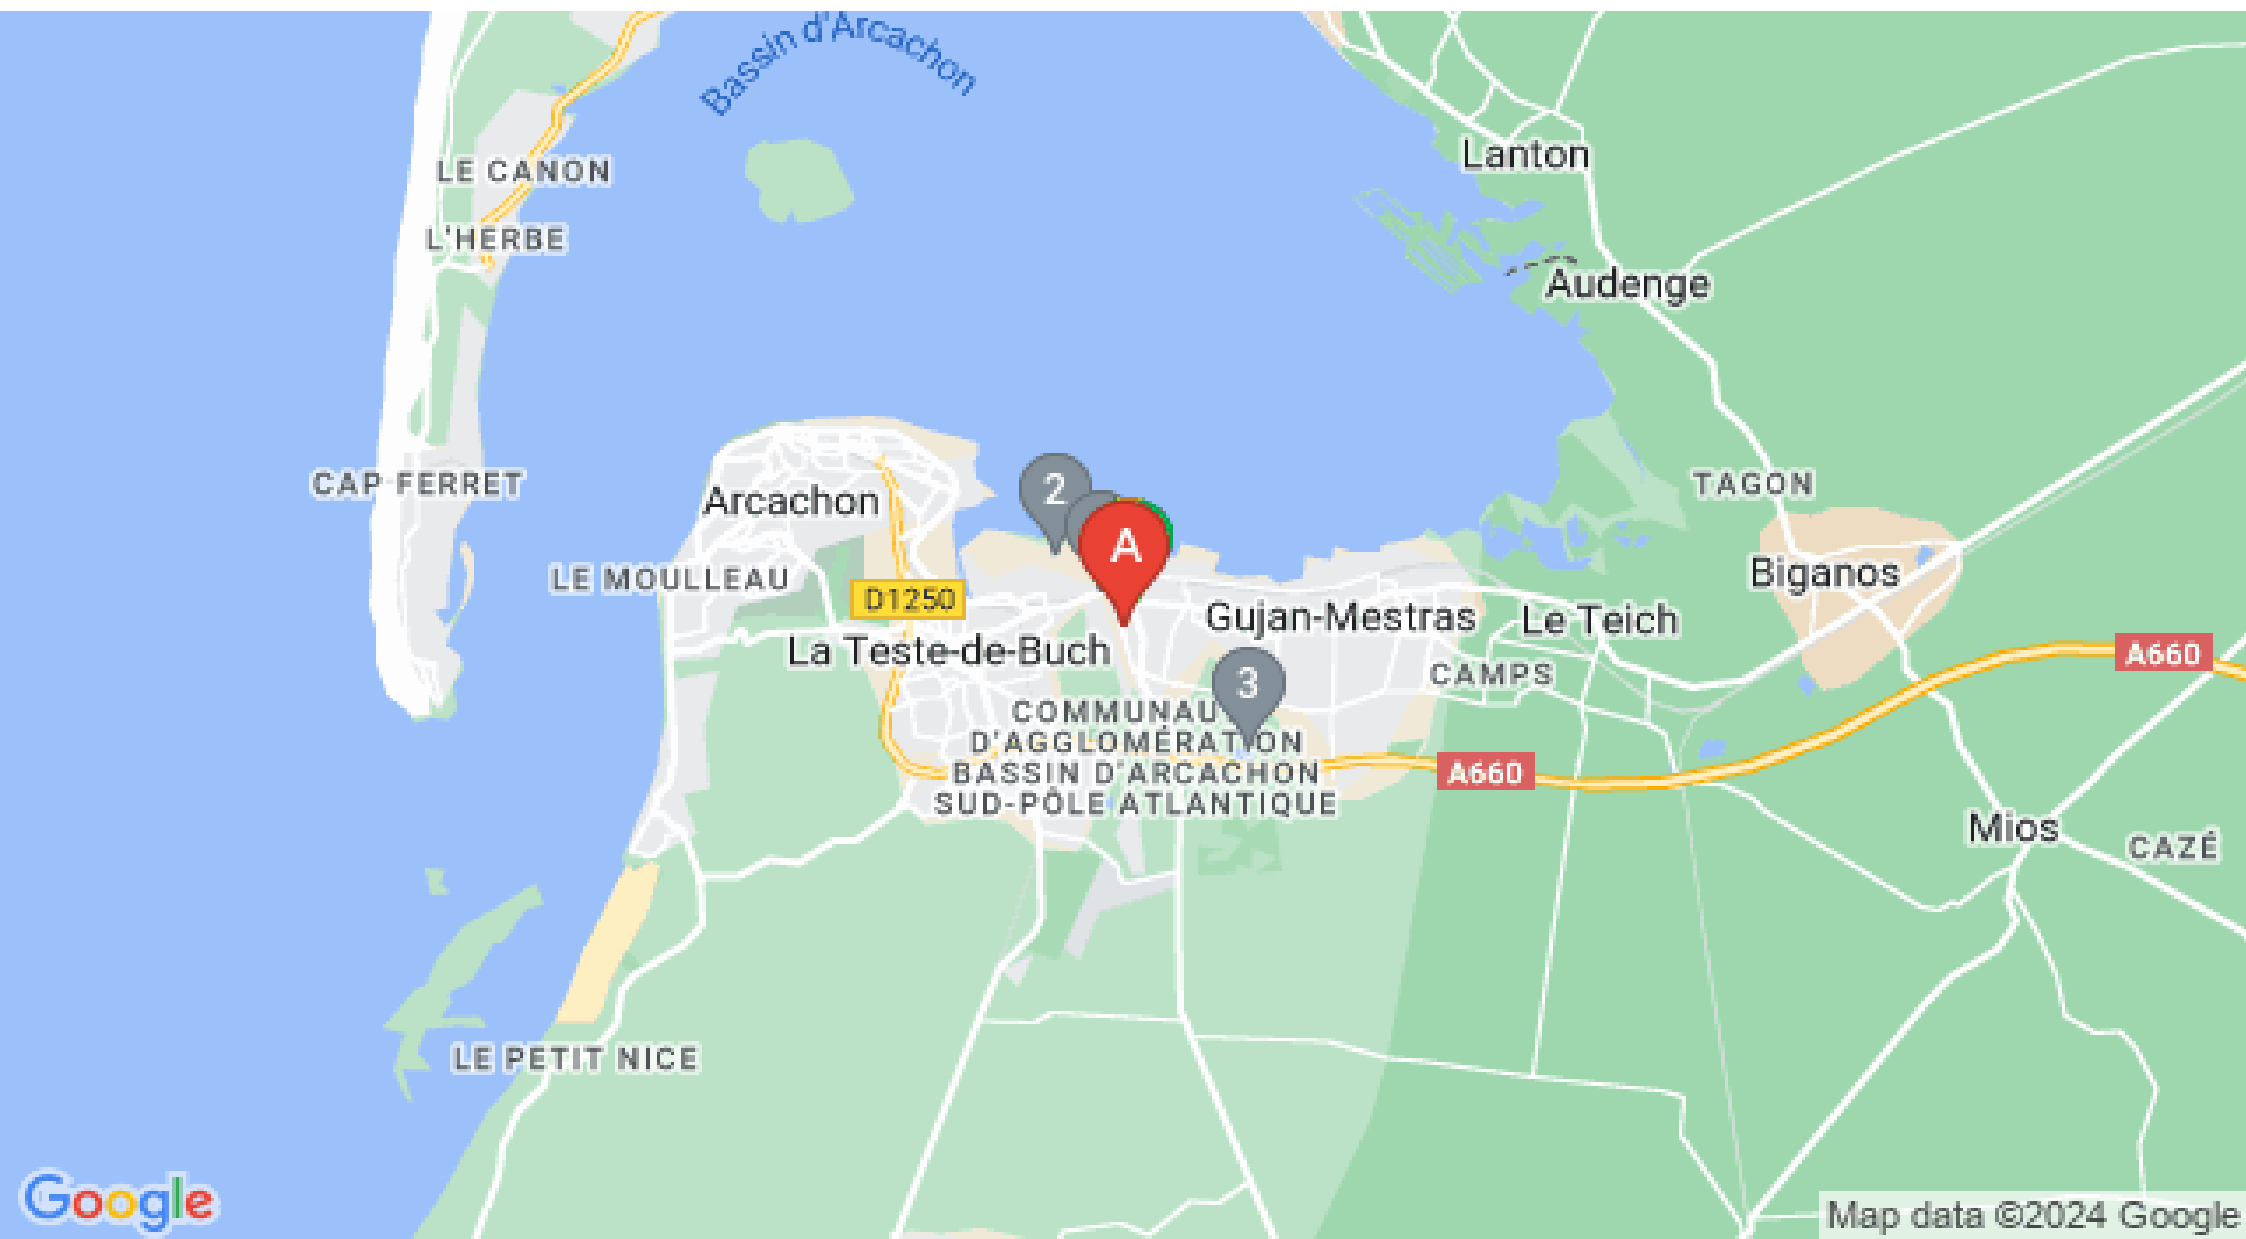 Bassin d'Arcachon
LE CANON
Lanton
L'HERBE
Audenge
CAP-FERRET
Arcachon
2
TAGON
A
LE MOULLEAU
D1250
Biganos
Gujan-Mestras
Le Teich
La Teste-de-Buch
A660
3
CAMPS
COMMUNAU
D'AGGLOMÉRATION
BASSIN D'ARCACHON
SUD-PÔLE ATLANTIQUE
A660
Mios
CAZÉ
LE PETIT NICE
Google
Map data ©2024 Google